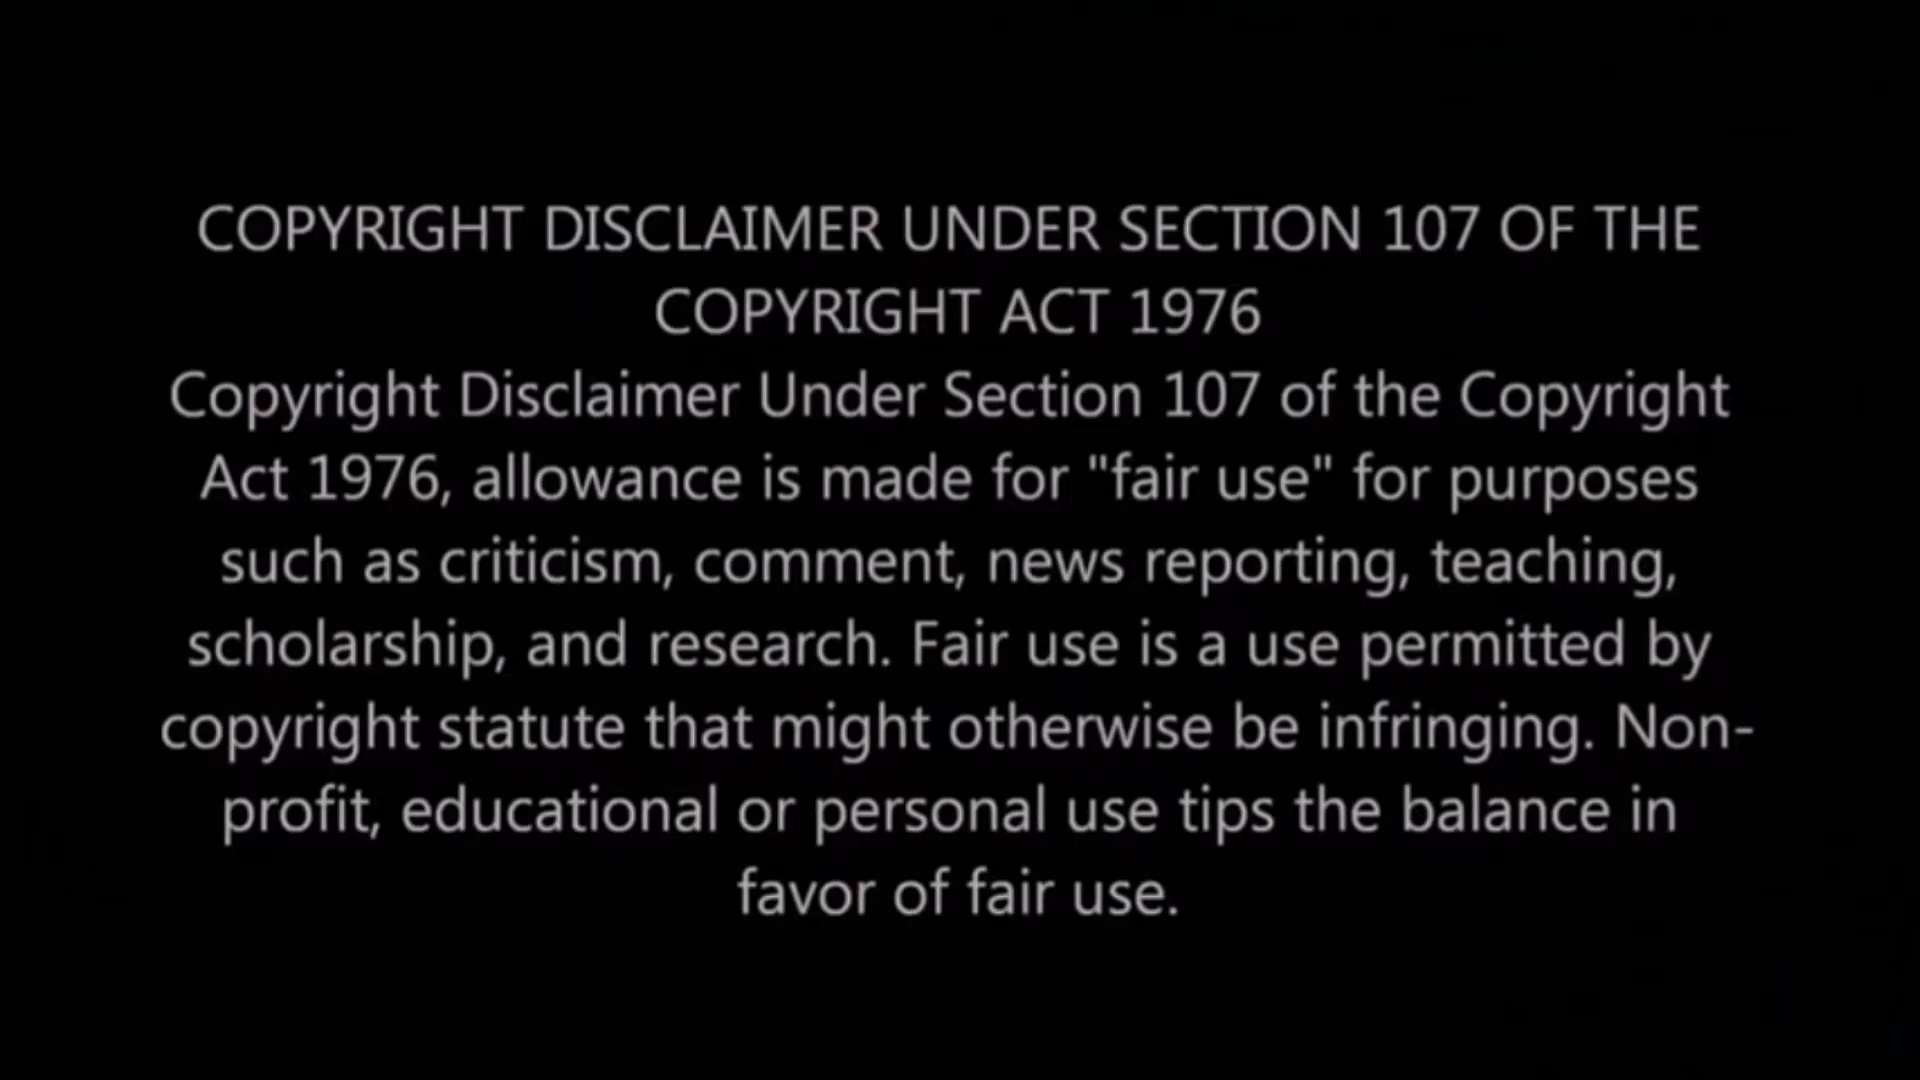 COPYRIGHT DISCLAIMER UNDER SECTION 107 OF THE
COPYRIGHT ACT 1976
Copyright Disclaimer Under Section 107 of the Copyright
Act 1976, allowance is made for "fair use" for purposes
such as criticism, comment, news reporting, teaching,
scholarship, and research. Fair use is a use permitted by
copyright statute that might otherwise be infringing. Non-
profit, educational or personal use tips the balance in
favor of fair use.